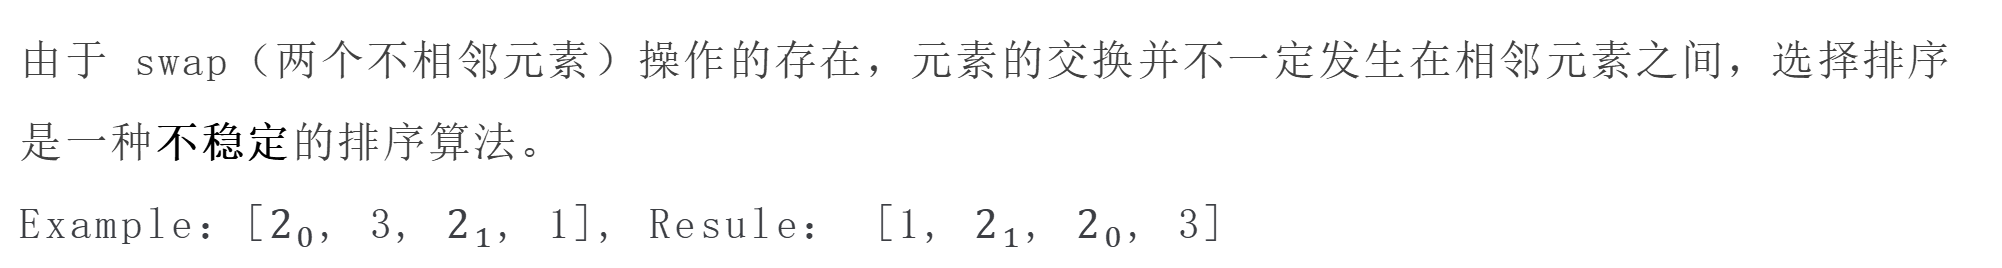 由于 swap（两个不相邻元素）操作的存在，元素的交换并不一定发生在相邻元素之间，选择排序
是一种不稳定的排序算法。
Example：[2₀, 3, 2₁, 1], Resule： [1, 2₁, 2₀, 3]